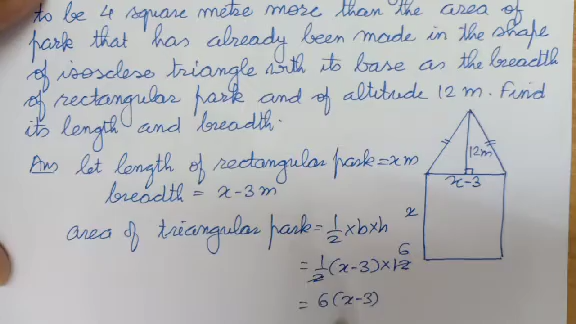 to be 4 square metre more than the area of
park that has already been made in the shape
of isosclese triangle with its base as the breadth
of rectangular park and of altitude 12 m. Find
its length and breadth.
Ans let length of rectangular park = x m
breadth = x-3 m
area of triangular park = 1/2 × b × h
= 1/2 (x-3) × 12 6
= 6(x-3)
12m
x-3
x